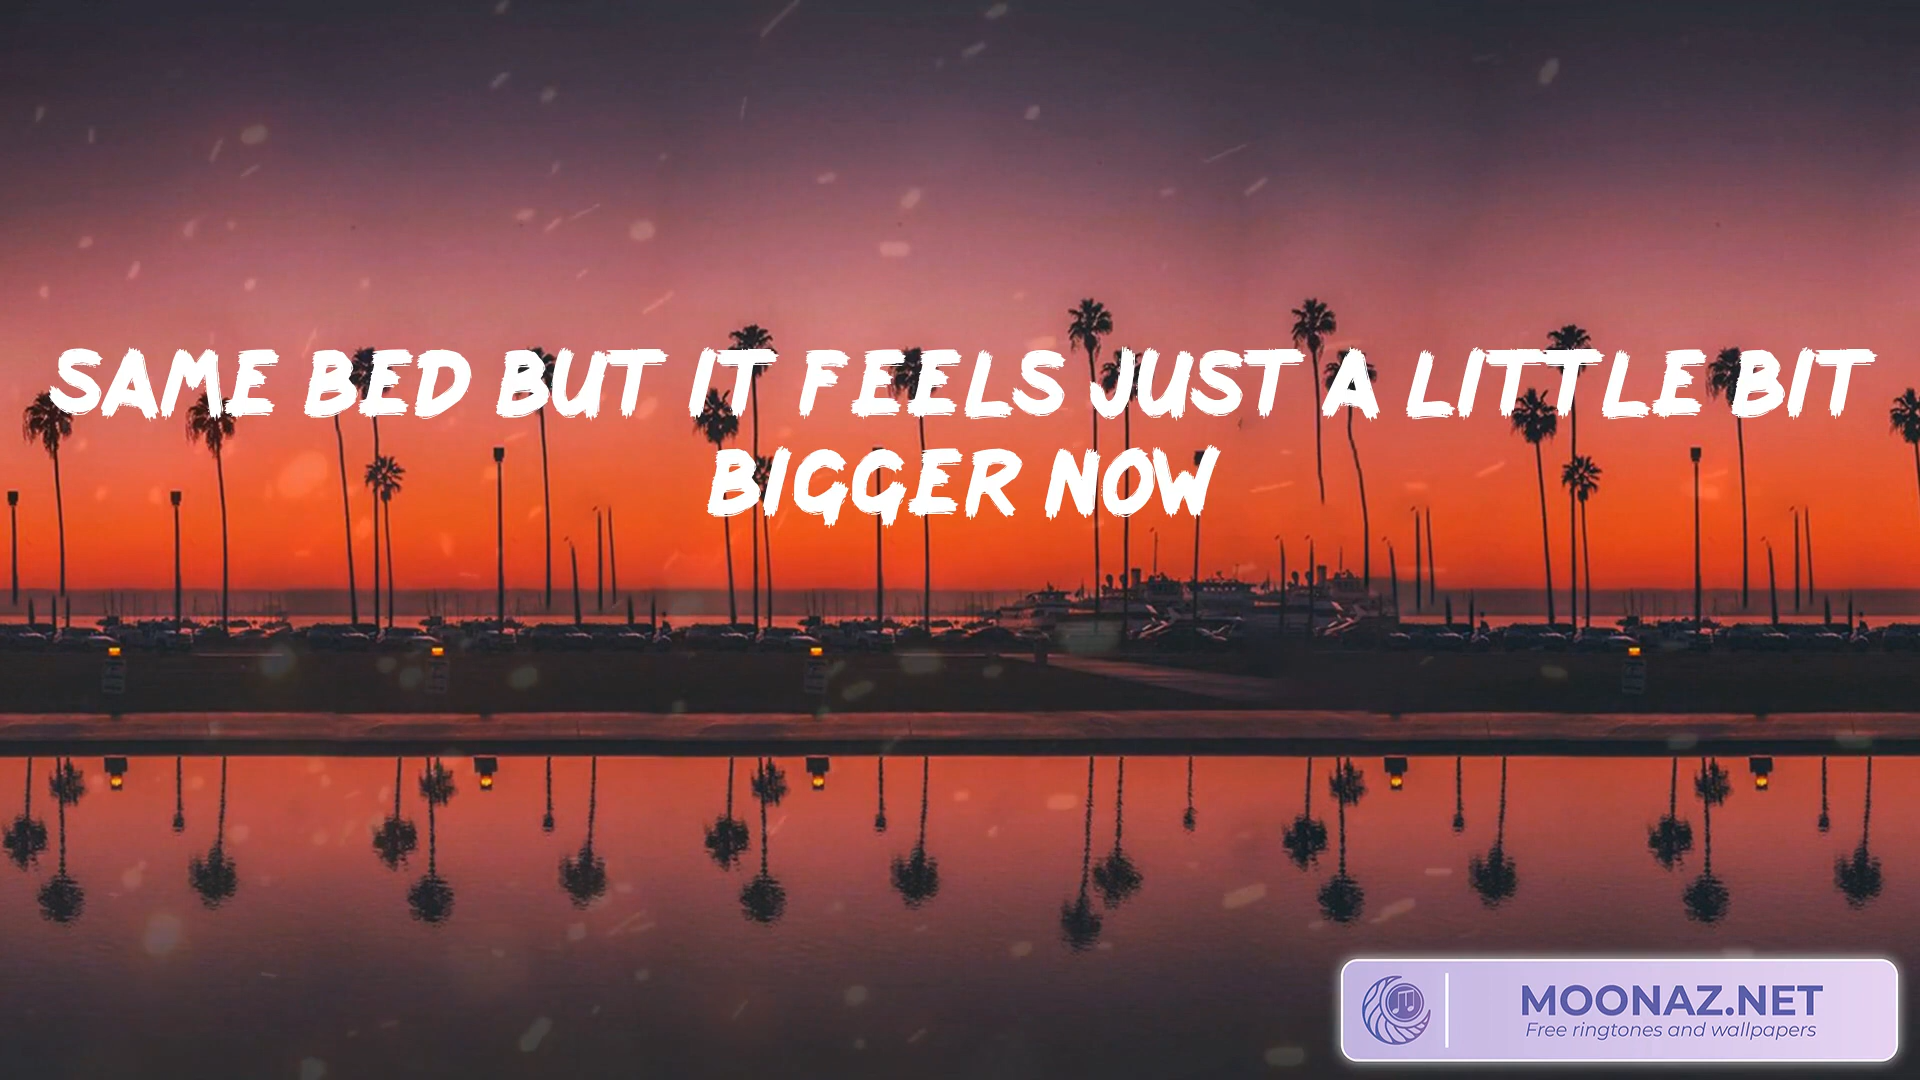 SAME BED BUT IT FEELS JUST A LITTLE BIT
BIGGER NOW
MOONAZ.NET
Free ringtones and wallpapers